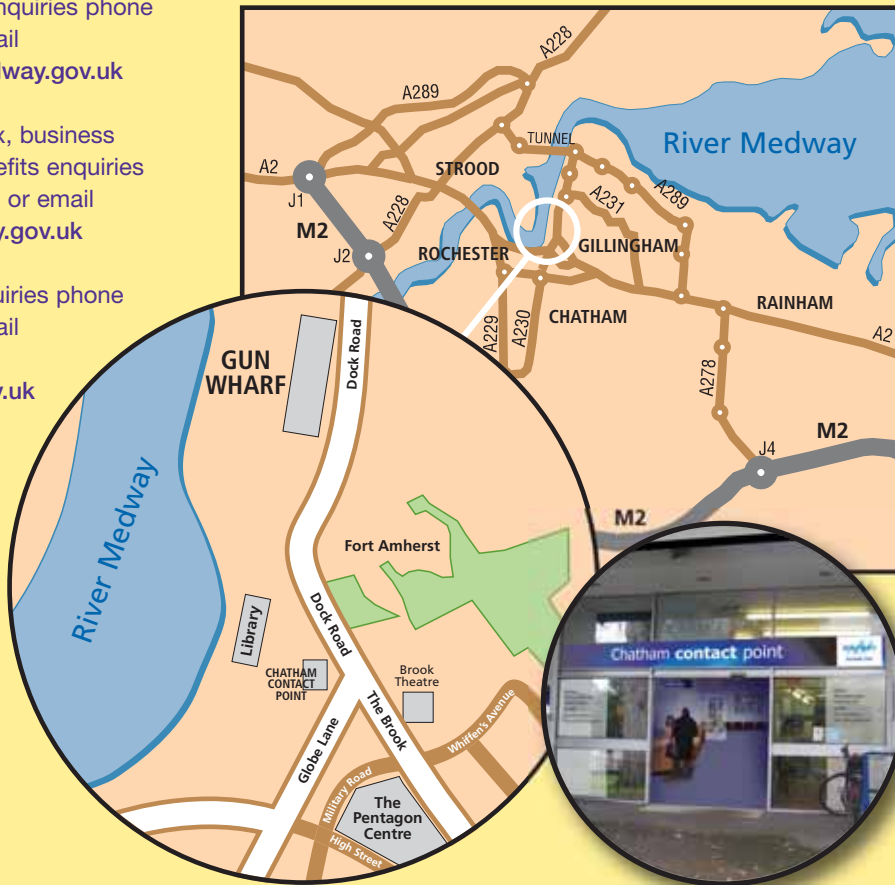 nquiries phone
ail
lway.gov.uk
x, business
efits enquiries
or email
y.gov.uk
uiries phone
ail
y.uk
A228
A289
TUNNEL
River Medway
A2
STROOD
J1
A228
A231
A289
M2
J2
ROCHESTER
GILLINGHAM
A229
A230
CHATHAM
RAINHAM
A2
A278
J4
M2
M2
GUN
WHARF
Dock Road
River Medway
Fort Amherst
Library
Dock Road
CHATHAM
CONTACT
POINT
Brook
Theatre
Globe Lane
The Brook
Whiffen's Avenue
Military Road
The
Pentagon
Centre
High Street
Chatham contact point